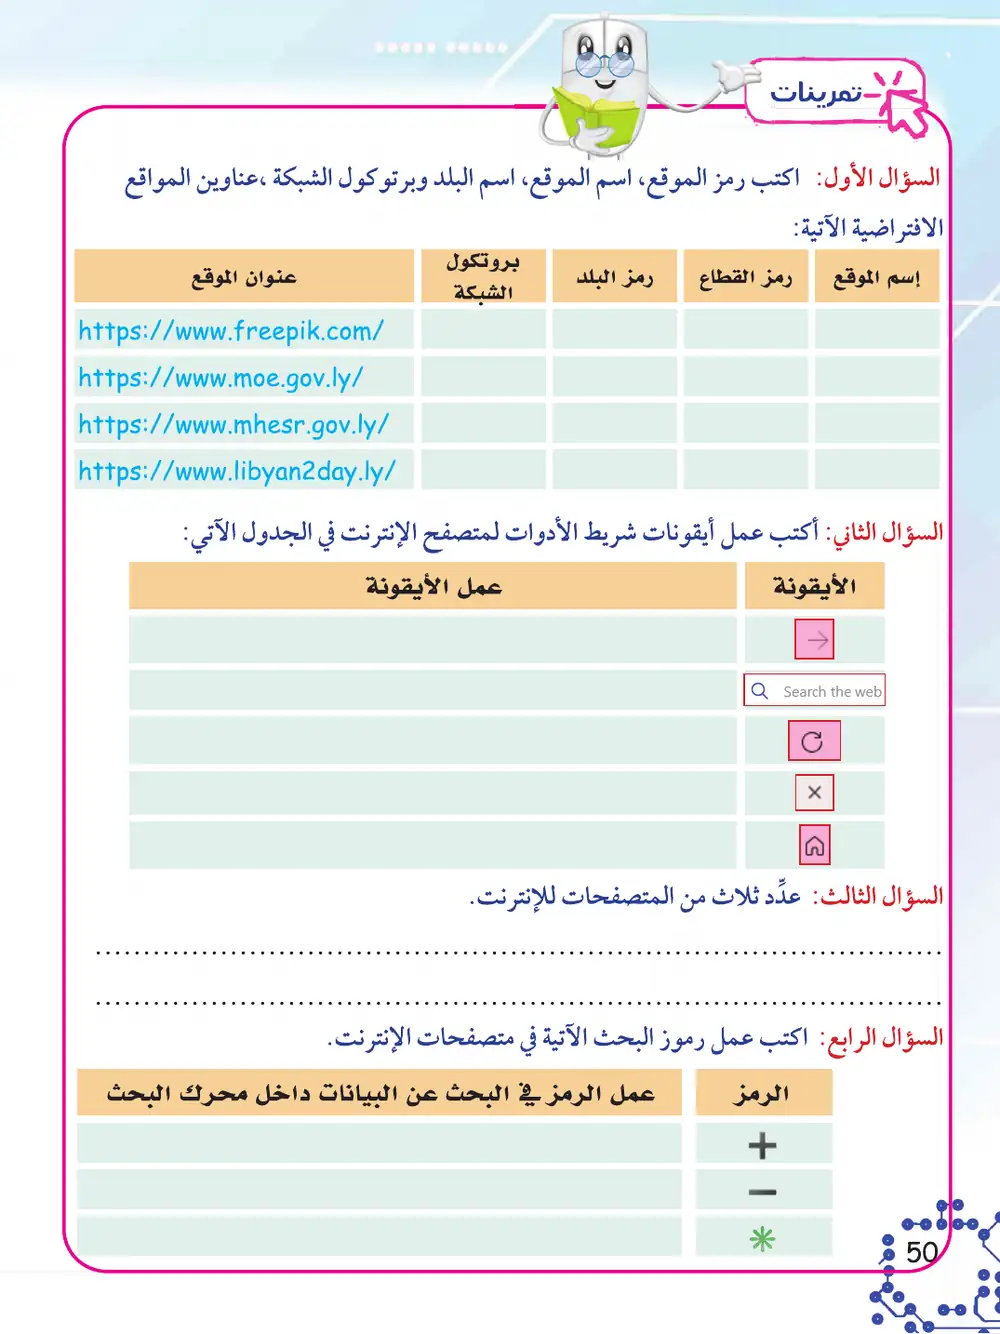 تمرينات
السؤال الأول: اكتب رمز الموقع، اسم الموقع، اسم البلد وبرتوكول الشبكة ،عناوين المواقع
الافتراضية الآتية:
إسم الموقع رمز القطاع رمز البلد بروتكول الشبكة عنوان الموقع
https://www.freepik.com/
https://www.moe.gov.ly/
https://www.mhesr.gov.ly/
https://www.libyan2day.ly/
السؤال الثاني: أكتب عمل أيقونات شريط الأدوات لمتصفح الإنترنت في الجدول الآتي:
الأيقونة عمل الأيقونة
Search the web
السؤال الثالث: عدِّد ثلاث من المتصفحات للإنترنت.
السؤال الرابع: اكتب عمل رموز البحث الآتية في متصفحات الإنترنت.
الرمز عمل الرمز في البحث عن البيانات داخل محرك البحث
+
−
*
50